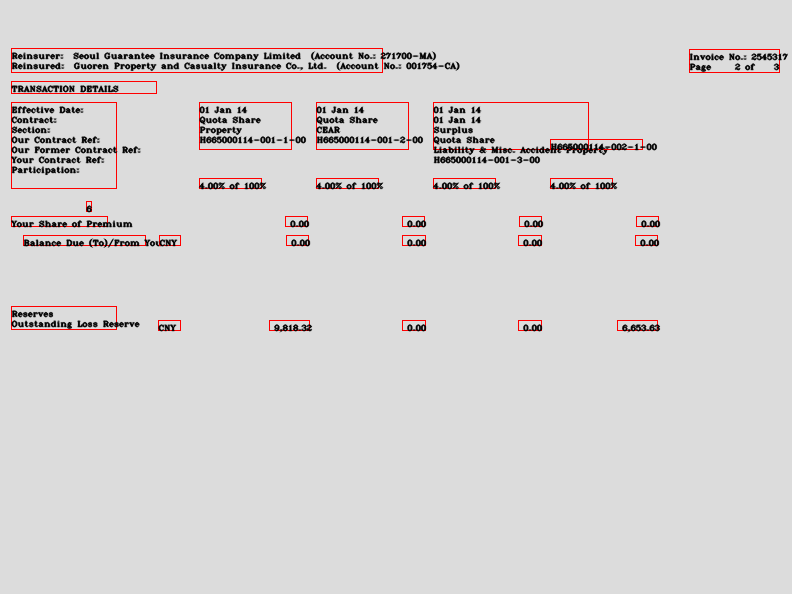 Reinsurer: Seoul Guarantee Insurance Company Limited (Account No.: 271700-MA)
Reinsured: Guoren Property and Casualty Insurance Co., Ltd. (Account No.: 001754-CA)
Invoice No.: 2545317
Page 2 of 3
TRANSACTION DETAILS
Effective Date: 01 Jan 14 01 Jan 14 01 Jan 14
Contract: Quota Share Quota Share 01 Jan 14
Section: Property CEAR Surplus
Our Contract Ref: H665000114-001-1-00 H665000114-001-2-00 Quota Share
H665000114-002-1-00
Our Former Contract Ref: Liability & Misc. Accident Property
Your Contract Ref: H665000114-001-3-00
Participation:
4.00% of 100% 4.00% of 100% 4.00% of 100% 4.00% of 100%
6
Your Share of Premium 0.00 0.00 0.00 0.00
Balance Due (To)/From You CNY 0.00 0.00 0.00 0.00
Reserves
Outstanding Loss Reserve CNY 9,818.32 0.00 0.00 6,653.63